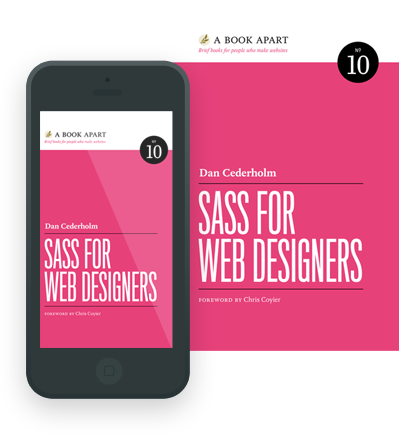 A BOOK APART
Brief books for people who make websites
Nº
10
Dan Cederholm
SASS FOR
WEB DESIGNERS
FOREWORD BY Chris Coyier
A BOOK APART
Brief books for people who make websites
Nº
10
Dan Cederholm
SASS FOR
WEB DESIGNERS
FOREWORD BY Chris Coyier